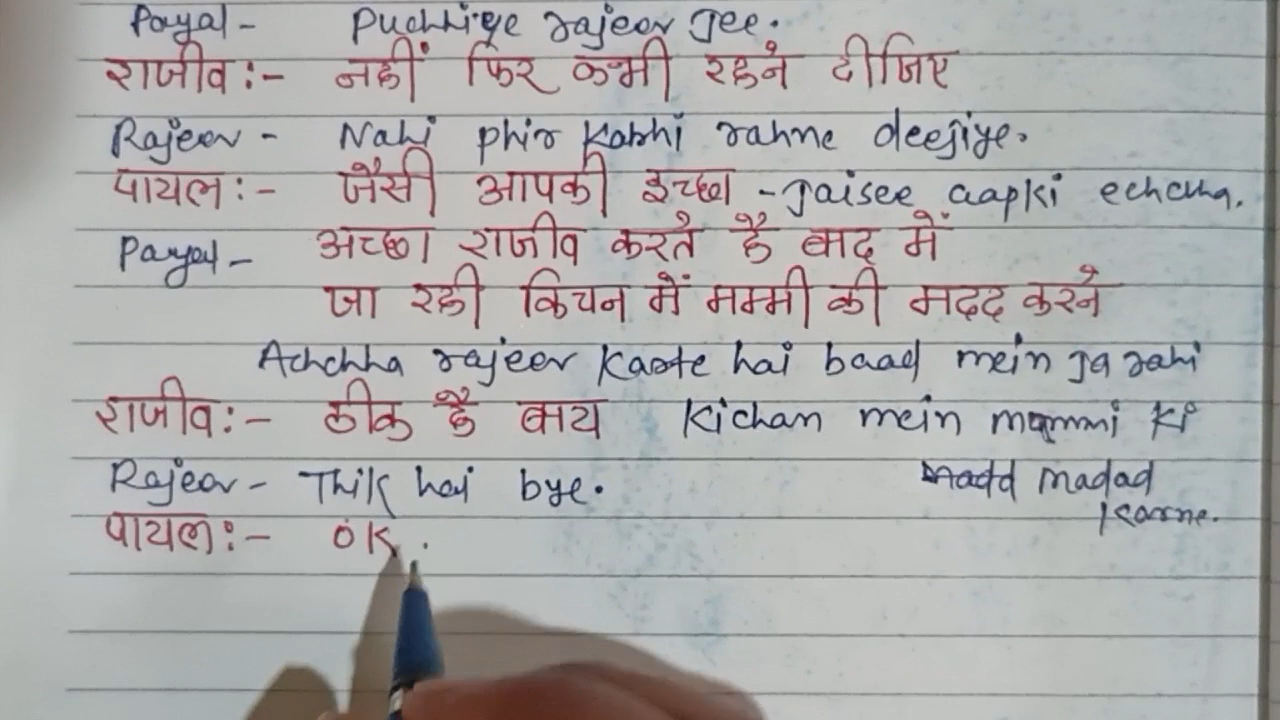 Payal - Puchhiye rajeev Jee.
राजीव :- नहीं फिर कभी रहने दीजिए
Rajeev - Nahi phir Kabhi rahne deejiye.
पायल :- जैसी आपकी इच्छा - Jaisee aapki echchha.
Payal - अच्छा राजीव करते है बाद में
जा रही किचन में मम्मी की मदद करने
Achchha rajeev Karte hai baad mein Ja rahi
राजीव :- ठीक है बाय Kichan mein mammi Ki
Rajeev - Thik hai bye. madad
Karne.
पायल :- OK.